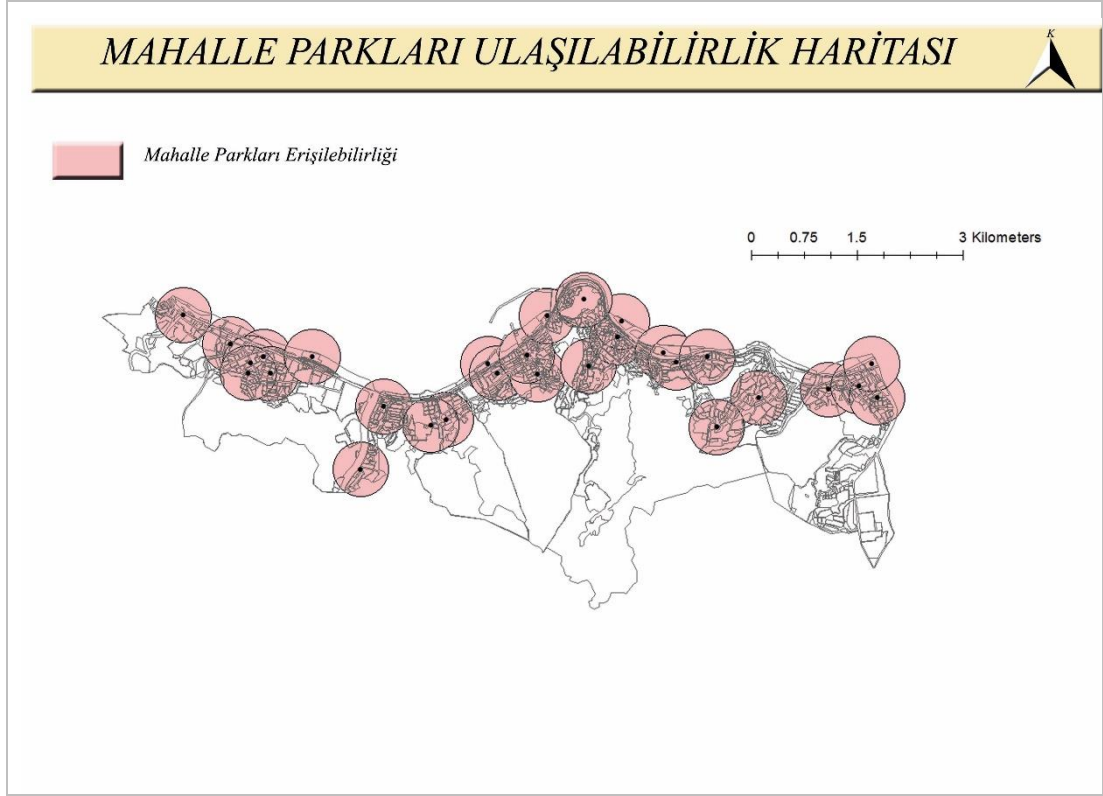 MAHALLE PARKLARI ULAŞILABİLİRLİK HARİTASI
K
Mahalle Parkları Erişilebilirliği
0 0.75 1.5 3 Kilometers